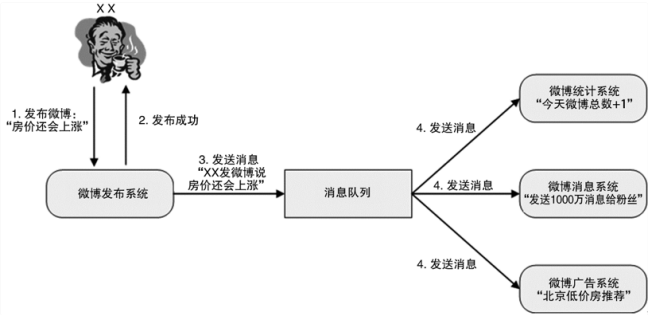 XX
1. 发布微博：
“房价还会上涨”
2. 发布成功
微博发布系统
3. 发送消息
“XX发微博说
房价还会上涨”
消息队列
4. 发送消息
微博统计系统
“今天微博总数+1”
4. 发送消息
微博消息系统
“发送1000万消息给粉丝”
4. 发送消息
微博广告系统
“北京低价房推荐”